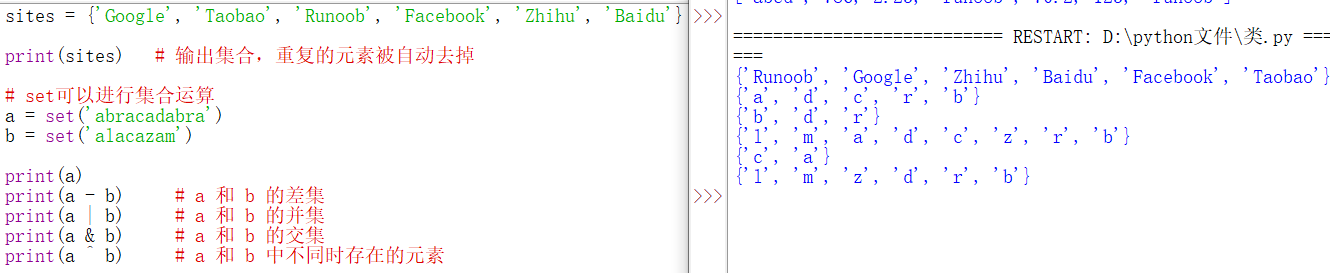 sites = {'Google', 'Taobao', 'Runoob', 'Facebook', 'Zhihu', 'Baidu'}
print(sites)   # 输出集合，重复的元素被自动去掉
# set可以进行集合运算
a = set('abracadabra')
b = set('alacazam')
print(a)
print(a - b)     # a 和 b 的差集
print(a | b)     # a 和 b 的并集
print(a & b)     # a 和 b 的交集
print(a ^ b)     # a 和 b 中不同时存在的元素
>>>
=========================== RESTART: D:\python文件\类.py ===
===
{'Runoob', 'Google', 'Zhihu', 'Baidu', 'Facebook', 'Taobao'}
{'a', 'd', 'c', 'r', 'b'}
{'b', 'd', 'r'}
{'l', 'm', 'a', 'd', 'c', 'z', 'r', 'b'}
{'c', 'a'}
{'l', 'm', 'z', 'd', 'r', 'b'}
>>>